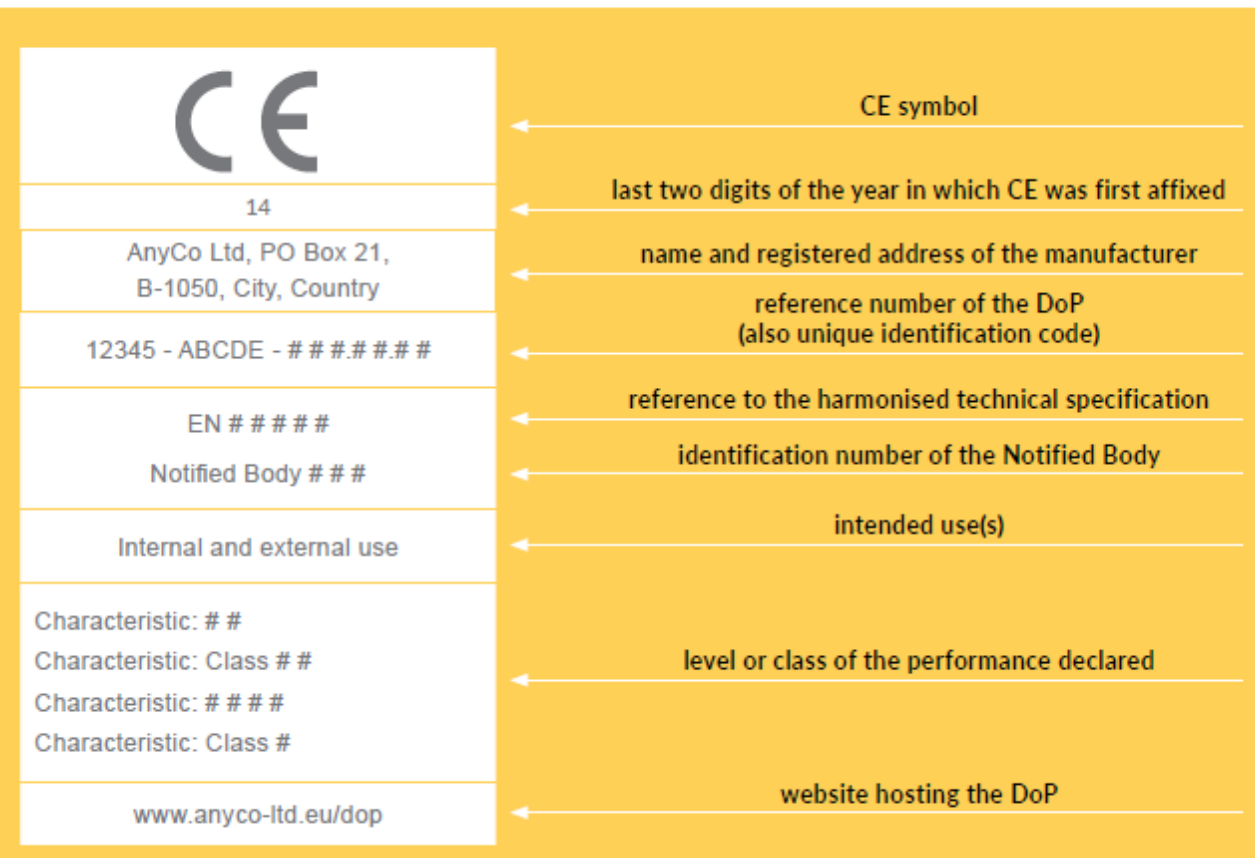 CE
CE symbol
14
last two digits of the year in which CE was first affixed
AnyCo Ltd, PO Box 21,
B-1050, City, Country
name and registered address of the manufacturer
12345 - ABCDE - # # #.# #.# #
reference number of the DoP
(also unique identification code)
EN # # # # #
reference to the harmonised technical specification
Notified Body # # #
identification number of the Notified Body
Internal and external use
intended use(s)
Characteristic: # #
Characteristic: Class # #
Characteristic: # # # #
Characteristic: Class #
level or class of the performance declared
www.anyco-ltd.eu/dop
website hosting the DoP